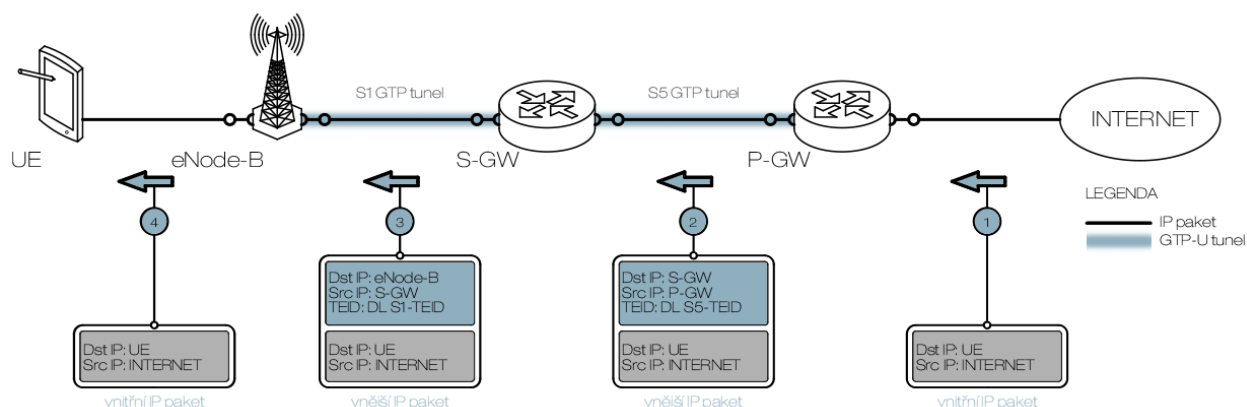 S1 GTP tunel
S5 GTP tunel
INTERNET
UE
eNode-B
S-GW
P-GW
LEGENDA
IP paket
GTP-U tunel
4
3
2
1
Dst IP: eNode-B
Src IP: S-GW
TEID: DL S1-TEID
Dst IP: S-GW
Src IP: P-GW
TEID: DL S5-TEID
Dst IP: UE
Src IP: INTERNET
Dst IP: UE
Src IP: INTERNET
Dst IP: UE
Src IP: INTERNET
Dst IP: UE
Src IP: INTERNET
vnitřní IP paket
vnější IP paket
vnější IP paket
vnitřní IP paket